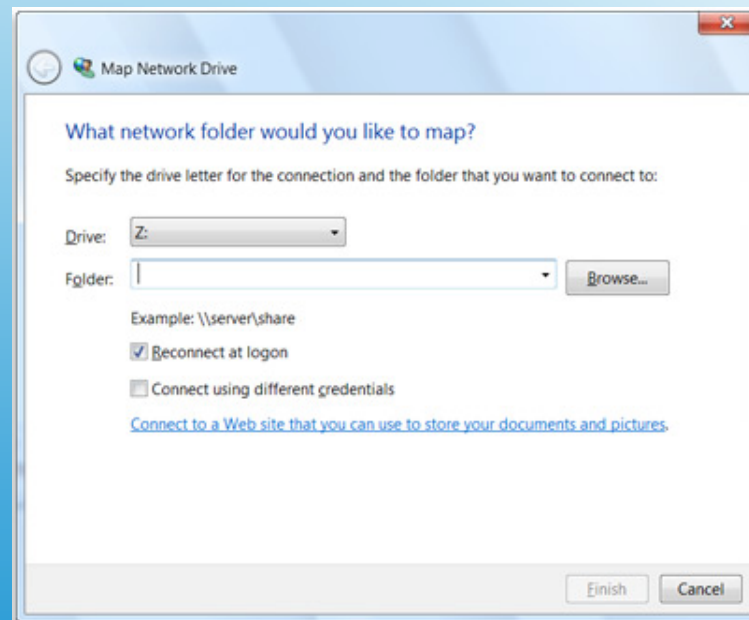 Map Network Drive
What network folder would you like to map?
Specify the drive letter for the connection and the folder that you want to connect to:
Drive: Z:
Folder: Browse...
Example: \\server\share
Reconnect at logon
Connect using different credentials
Connect to a Web site that you can use to store your documents and pictures.
Finish Cancel